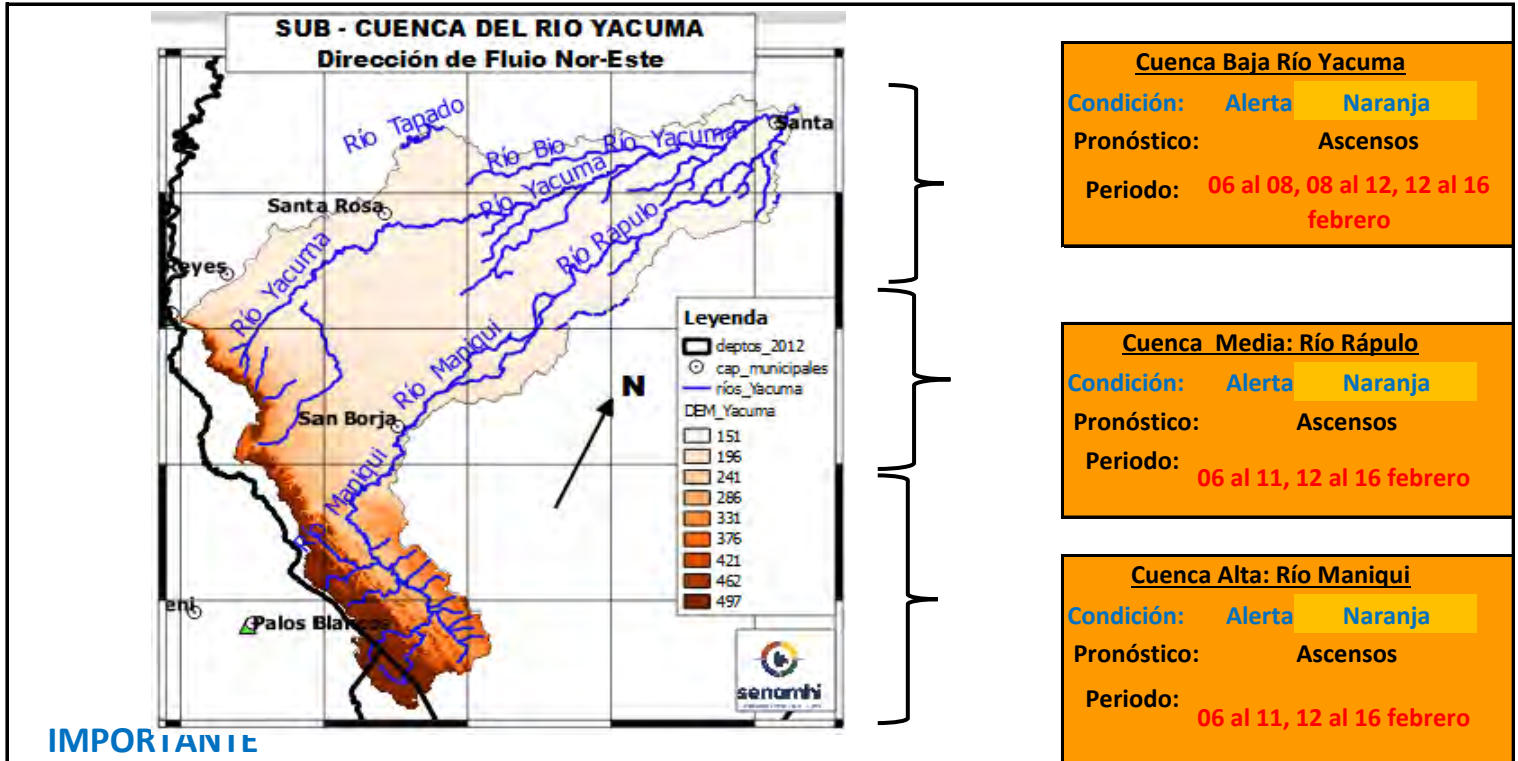 SUB - CUENCA DEL RIO YACUMA
Dirección de Fluio Nor-Este
Río Tapado
Río Bio
Río Yacuma
Santa
Río Yacuma
Santa Rosa
Río Rápulo
Reyes
Río Yacuma
Río Maniqui
San Borja
Río Maniqui
N
eni
Palos Blancos
Leyenda
deptos_2012
cap_municipales
ríos_Yacuma
DEM_Yacuma
151
196
241
286
331
376
421
462
497
senamhi
Cuenca Baja Río Yacuma
Condición: Alerta Naranja
Pronóstico: Ascensos
Periodo: 06 al 08, 08 al 12, 12 al 16
febrero
Cuenca Media: Río Rápulo
Condición: Alerta Naranja
Pronóstico: Ascensos
Periodo:
06 al 11, 12 al 16 febrero
Cuenca Alta: Río Maniqui
Condición: Alerta Naranja
Pronóstico: Ascensos
Periodo:
06 al 11, 12 al 16 febrero
IMPORTANTE